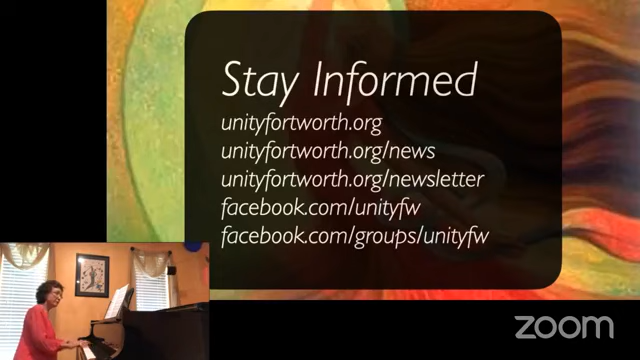 Stay Informed
unityfortworth.org
unityfortworth.org/news
unityfortworth.org/newsletter
facebook.com/unityfw
facebook.com/groups/unityfw
zoom